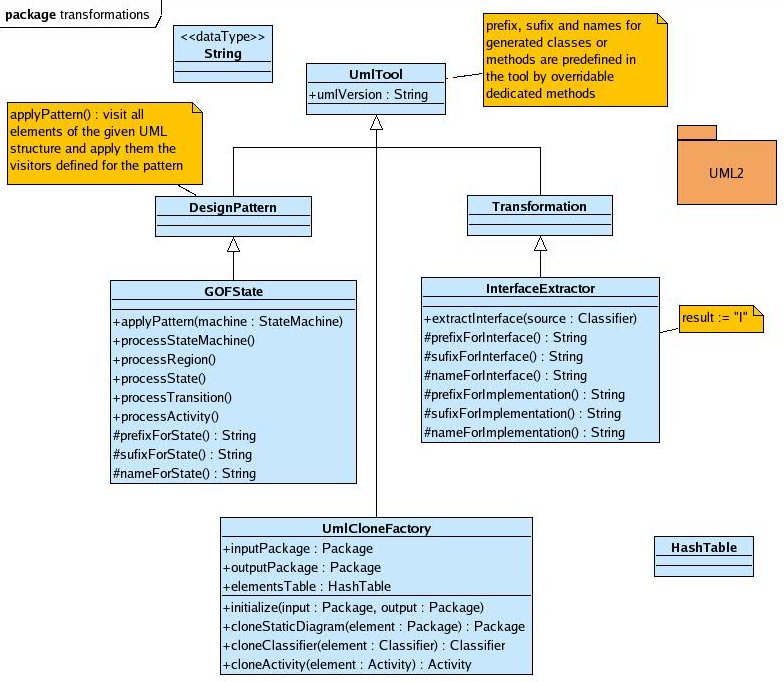 package transformations
<<dataType>>
String
prefix, sufix and names for
generated classes or
methods are predefined in
the tool by overridable
dedicated methods
UmlTool
+umlVersion : String
applyPattern() : visit all
elements of the given UML
structure and apply them the
visitors defined for the pattern
UML2
DesignPattern
Transformation
GOFState
+applyPattern(machine : StateMachine)
+processStateMachine()
+processRegion()
+processState()
+processTransition()
+processActivity()
#prefixForState() : String
#sufixForState() : String
#nameForState() : String
InterfaceExtractor
+extractInterface(source : Classifier)
#prefixForInterface() : String
#sufixForInterface() : String
#nameForInterface() : String
#prefixForImplementation() : String
#sufixForImplementation() : String
#nameForImplementation() : String
result := "I"
UmlCloneFactory
+inputPackage : Package
+outputPackage : Package
+elementsTable : HashTable
+initialize(input : Package, output : Package)
+cloneStaticDiagram(element : Package) : Package
+cloneClassifier(element : Classifier) : Classifier
+cloneActivity(element : Activity) : Activity
HashTable